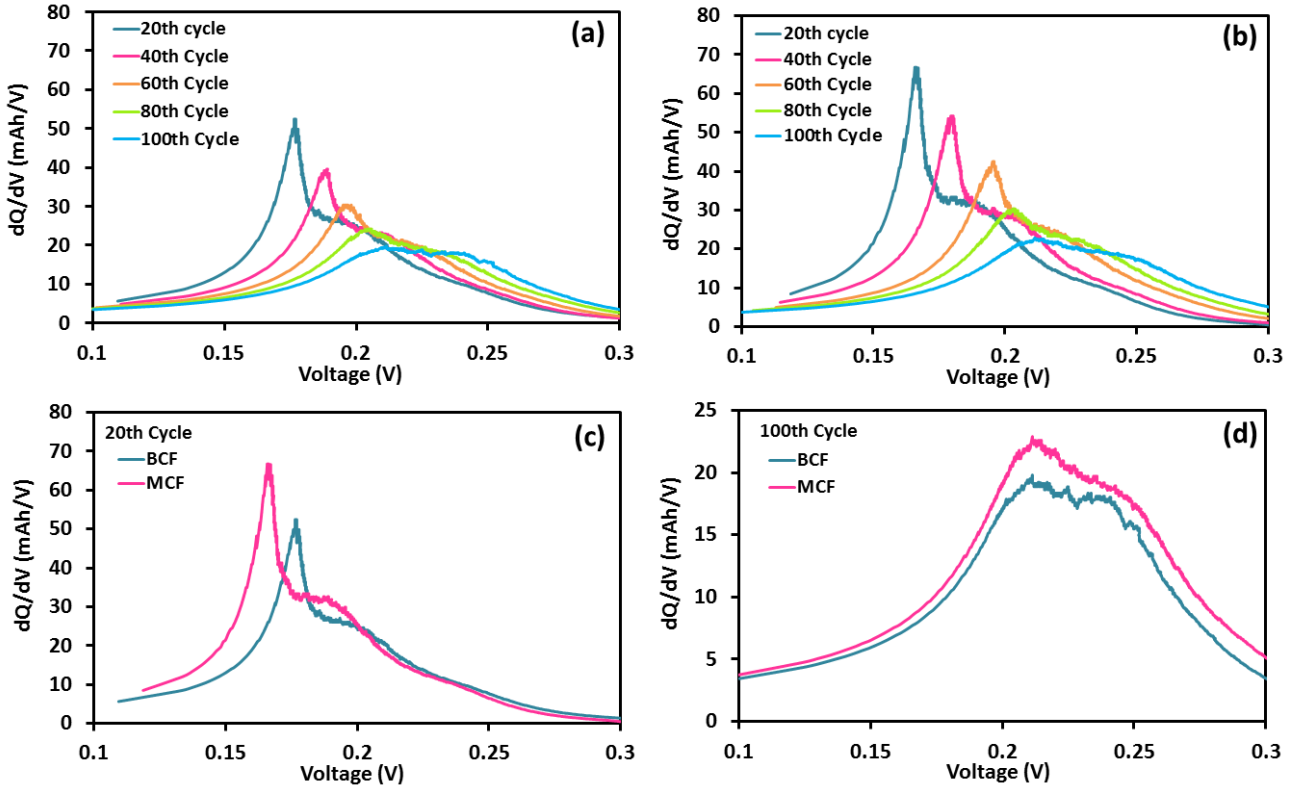 (a)
20th cycle
40th Cycle
60th Cycle
80th Cycle
100th Cycle
dQ/dV (mAh/V)
80
70
60
50
40
30
20
10
0
0.1
0.15
0.2
0.25
0.3
Voltage (V)
(b)
20th cycle
40th Cycle
60th Cycle
80th Cycle
100th Cycle
dQ/dV (mAh/V)
80
70
60
50
40
30
20
10
0
0.1
0.15
0.2
0.25
0.3
Voltage (V)
(c)
20th Cycle
BCF
MCF
dQ/dV (mAh/V)
80
70
60
50
40
30
20
10
0
0.1
0.15
0.2
0.25
0.3
Voltage (V)
(d)
100th Cycle
BCF
MCF
dQ/dV (mAh/V)
25
20
15
10
5
0
0.1
0.15
0.2
0.25
0.3
Voltage (V)